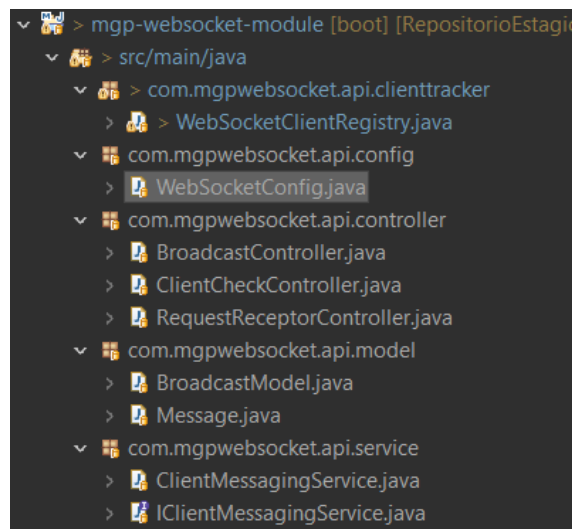 > mgp-websocket-module [boot] [RepositorioEstagio
> src/main/java
> com.mgpwebsocket.api.clienttracker
> WebSocketClientRegistry.java
com.mgpwebsocket.api.config
WebSocketConfig.java
com.mgpwebsocket.api.controller
BroadcastController.java
ClientCheckController.java
RequestReceptorController.java
com.mgpwebsocket.api.model
BroadcastModel.java
Message.java
com.mgpwebsocket.api.service
ClientMessagingService.java
IClientMessagingService.java